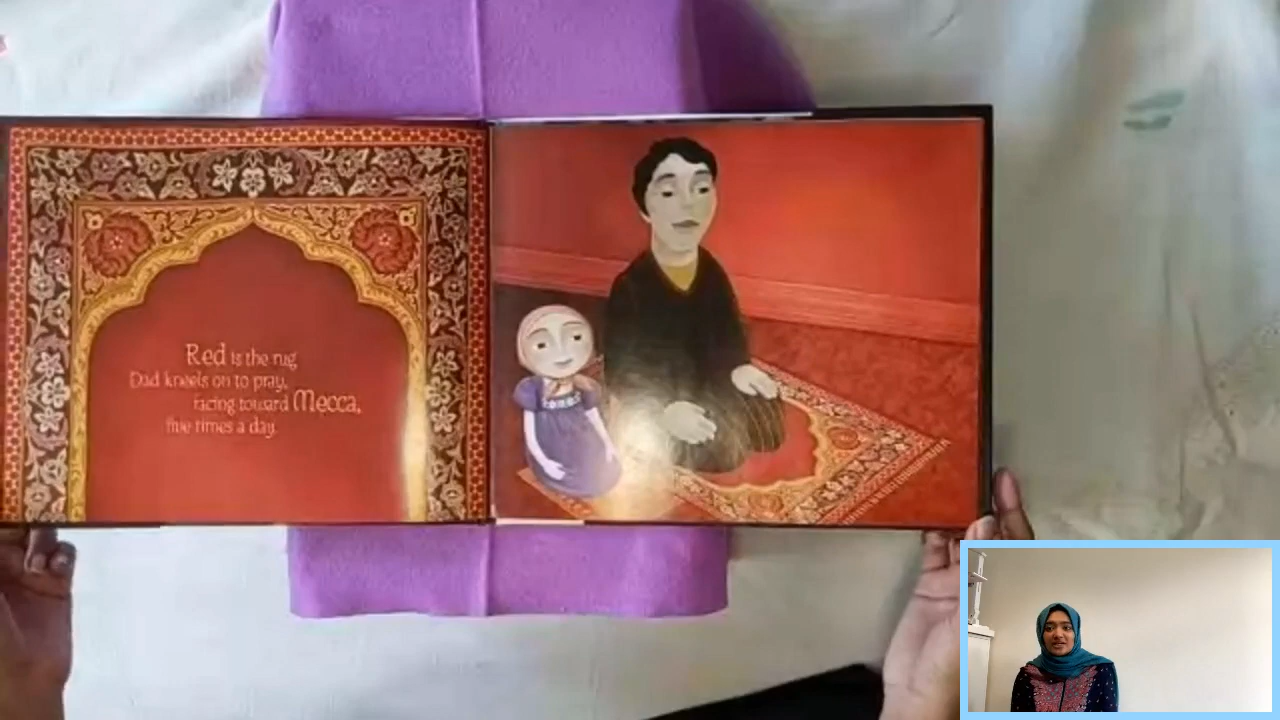 Red is the rug
Dad kneels on to pray,
facing toward Mecca,
five times a day.